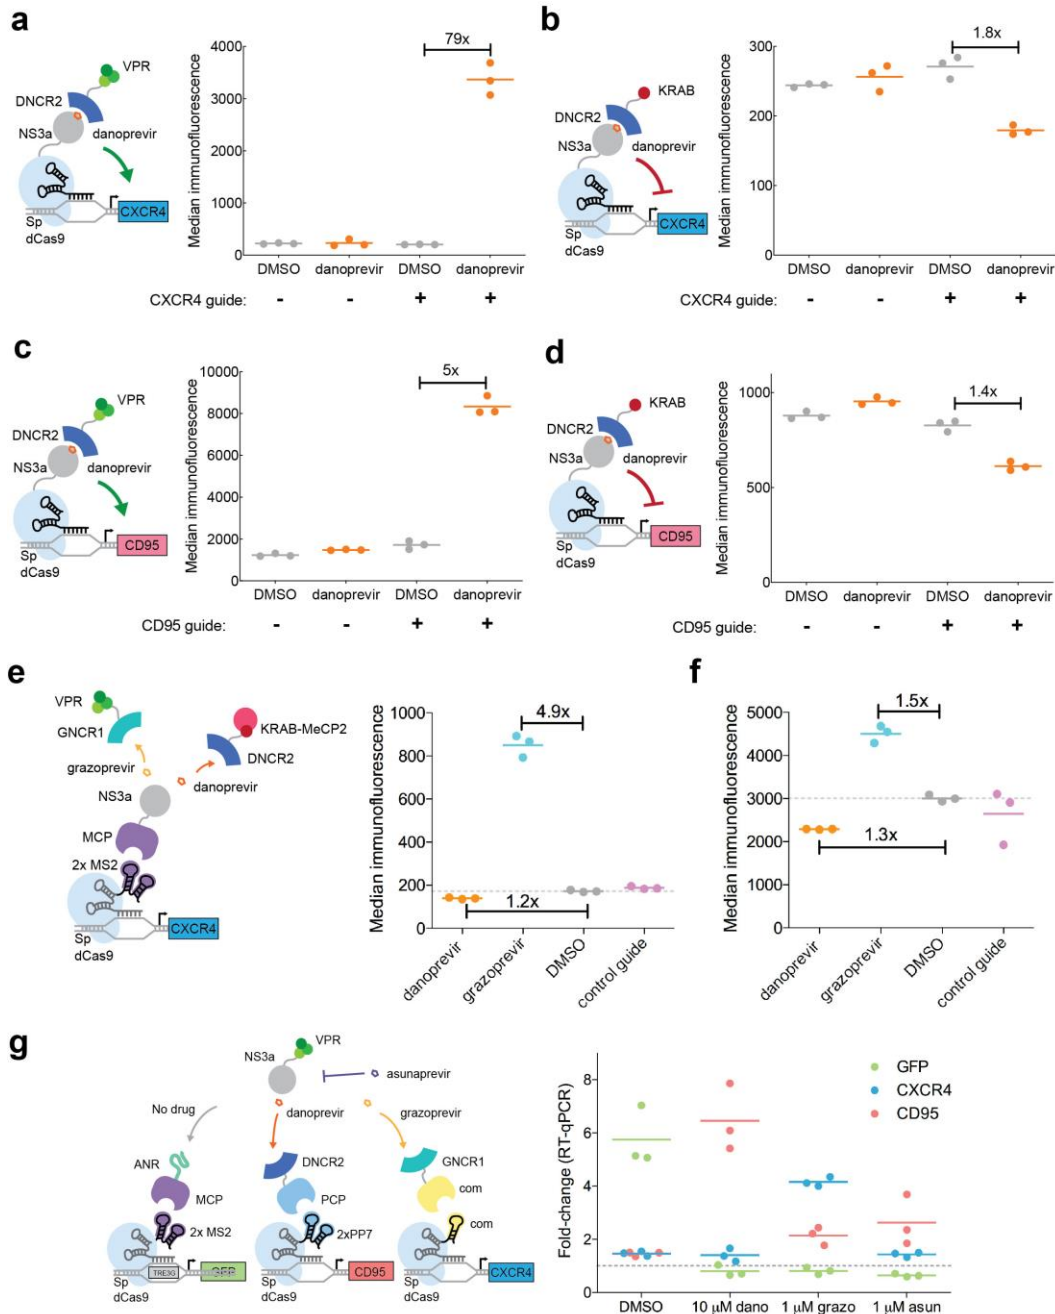 a
VPR
DNCR2
NS3a
danoprevir
CXCR4
Sp
dCas9
Median immunofluorescence
4000
3000
2000
1000
0
79x
DMSO danoprevir DMSO danoprevir
CXCR4 guide: - - + +
b
KRAB
DNCR2
NS3a
danoprevir
CXCR4
Sp
dCas9
Median immunofluorescence
300
200
100
0
1.8x
DMSO danoprevir DMSO danoprevir
CXCR4 guide: - - + +
c
VPR
DNCR2
NS3a
danoprevir
CD95
Sp
dCas9
Median immunofluorescence
10000
8000
6000
4000
2000
0
5x
DMSO danoprevir DMSO danoprevir
CD95 guide: - - + +
d
KRAB
DNCR2
NS3a
danoprevir
CD95
Sp
dCas9
Median immunofluorescence
1000
500
0
1.4x
DMSO danoprevir DMSO danoprevir
CD95 guide: - - + +
e
VPR
GNCR1
KRAB-MeCP2
DNCR2
grazoprevir
danoprevir
NS3a
MCP
2x MS2
CXCR4
Sp
dCas9
Median immunofluorescence
1000
800
600
400
200
0
4.9x
1.2x
danoprevir
grazoprevir
DMSO
control guide
f
Median immunofluorescence
5000
4000
3000
2000
1000
0
1.5x
1.3x
danoprevir
grazoprevir
DMSO
control guide
g
NS3a
VPR
asunaprevir
No drug
danoprevir
grazoprevir
ANR
DNCR2
GNCR1
MCP
PCP
com
2x MS2
2xPP7
com
TRE3G
GFP
CD95
CXCR4
Sp
dCas9
Sp
dCas9
Sp
dCas9
Fold-change (RT-qPCR)
8
6
4
2
0
GFP
CXCR4
CD95
DMSO 10 µM dano 1 µM grazo 1 µM asun